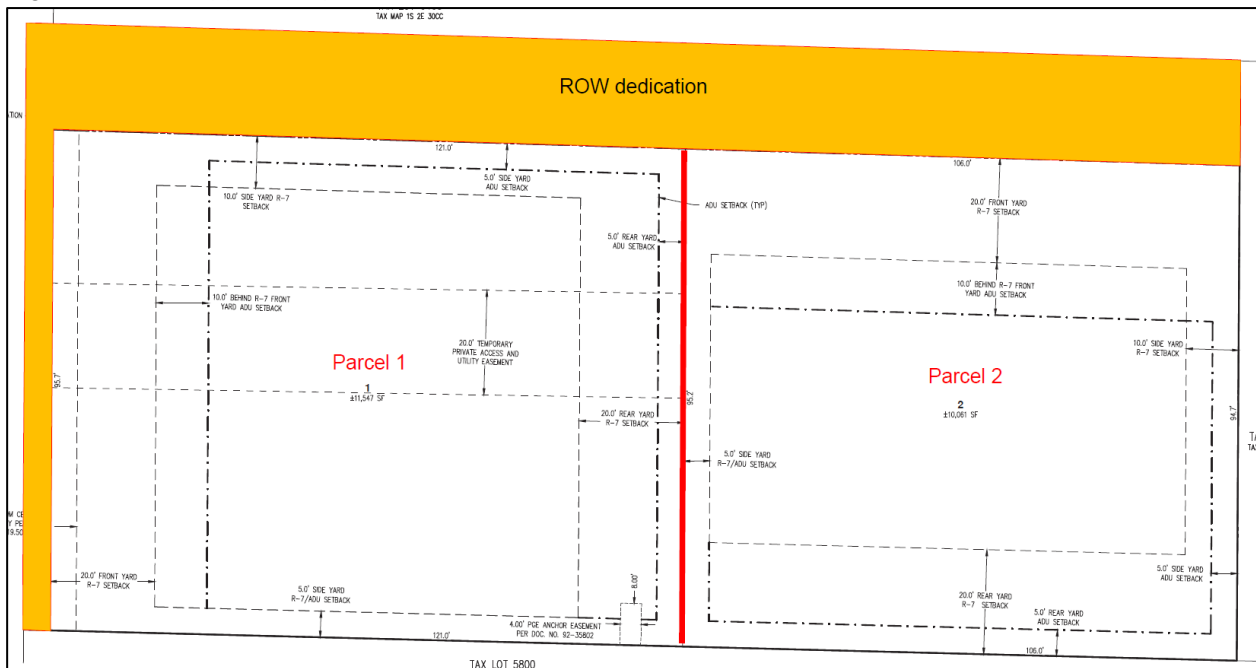 TAX MAP 1S 2E 30CC
ROW dedication
121.0'
106.0'
5.0' SIDE YARD
ADU SETBACK
10.0' SIDE YARD R-7
SETBACK
ADU SETBACK (TYP)
20.0' FRONT YARD
R-7 SETBACK
5.0' REAR YARD
ADU SETBACK
10.0' BEHIND R-7 FRONT
YARD ADU SETBACK
10.0' BEHIND R-7 FRONT
YARD ADU SETBACK
20.0' TEMPORARY
PRIVATE ACCESS AND
UTILITY EASEMENT
10.0' SIDE YARD
R-7 SETBACK
Parcel 1
1
±11,547 SF
Parcel 2
2
±10,061 SF
95.7'
95.2'
94.7'
20.0' REAR YARD
R-7 SETBACK
5.0' SIDE YARD
R-7/ADU SETBACK
20.0' FRONT YARD
R-7 SETBACK
5.0' SIDE YARD
R-7/ADU SETBACK
8.00'
4.00' PGE ANCHOR EASEMENT
PER DOC. NO. 92-35802
5.0' SIDE YARD
ADU SETBACK
20.0' REAR YARD
R-7 SETBACK
5.0' REAR YARD
ADU SETBACK
121.0'
106.0'
TAX LOT 5800